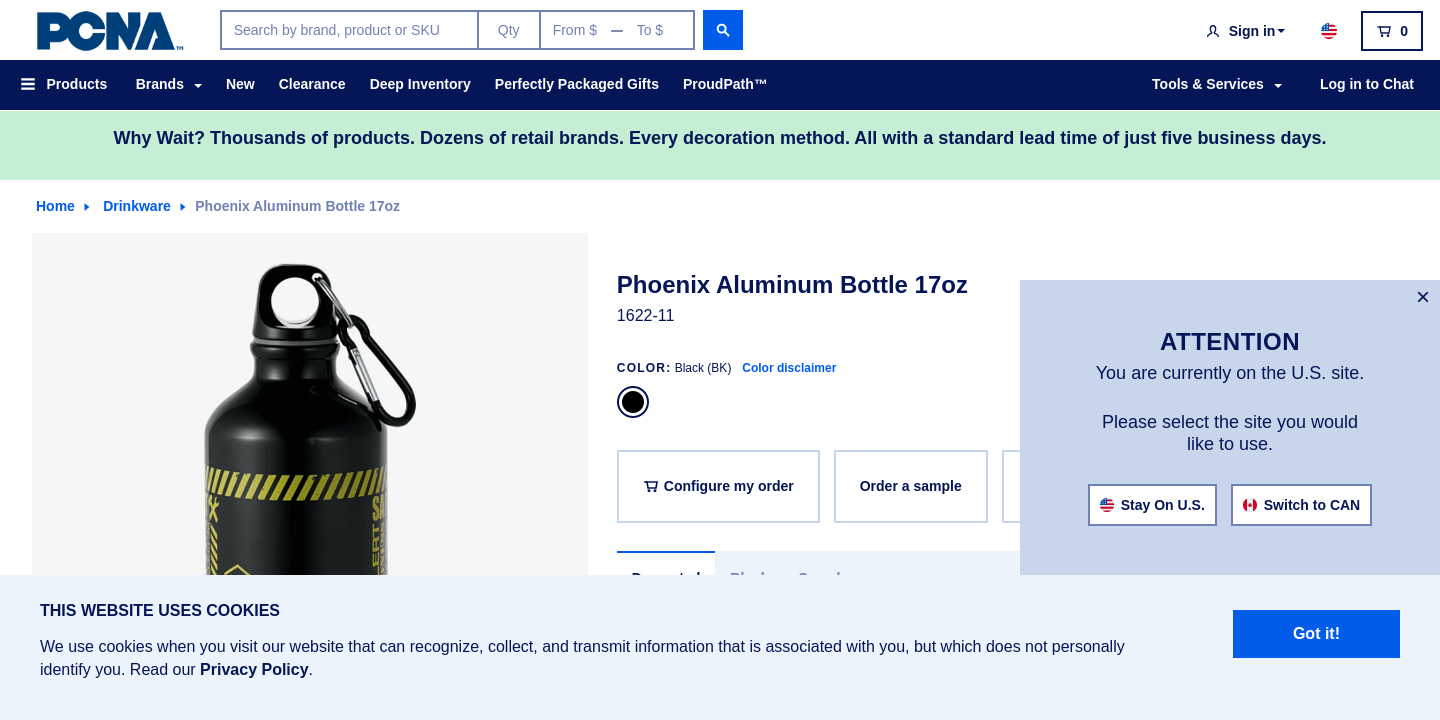 PCNA™
Search by brand, product or SKU
Qty
From $ — To $
Sign in
0
Products
Brands
New
Clearance
Deep Inventory
Perfectly Packaged Gifts
ProudPath™
Tools & Services
Log in to Chat
Why Wait? Thousands of products. Dozens of retail brands. Every decoration method. All with a standard lead time of just five business days.
Home
Drinkware
Phoenix Aluminum Bottle 17oz
Phoenix Aluminum Bottle 17oz
1622-11
COLOR: Black (BK) Color disclaimer
Configure my order
Order a sample
×
ATTENTION
You are currently on the U.S. site.
Please select the site you would
like to use.
Stay On U.S.
Switch to CAN
THIS WEBSITE USES COOKIES
We use cookies when you visit our website that can recognize, collect, and transmit information that is associated with you, but which does not personally
identify you. Read our Privacy Policy.
Got it!